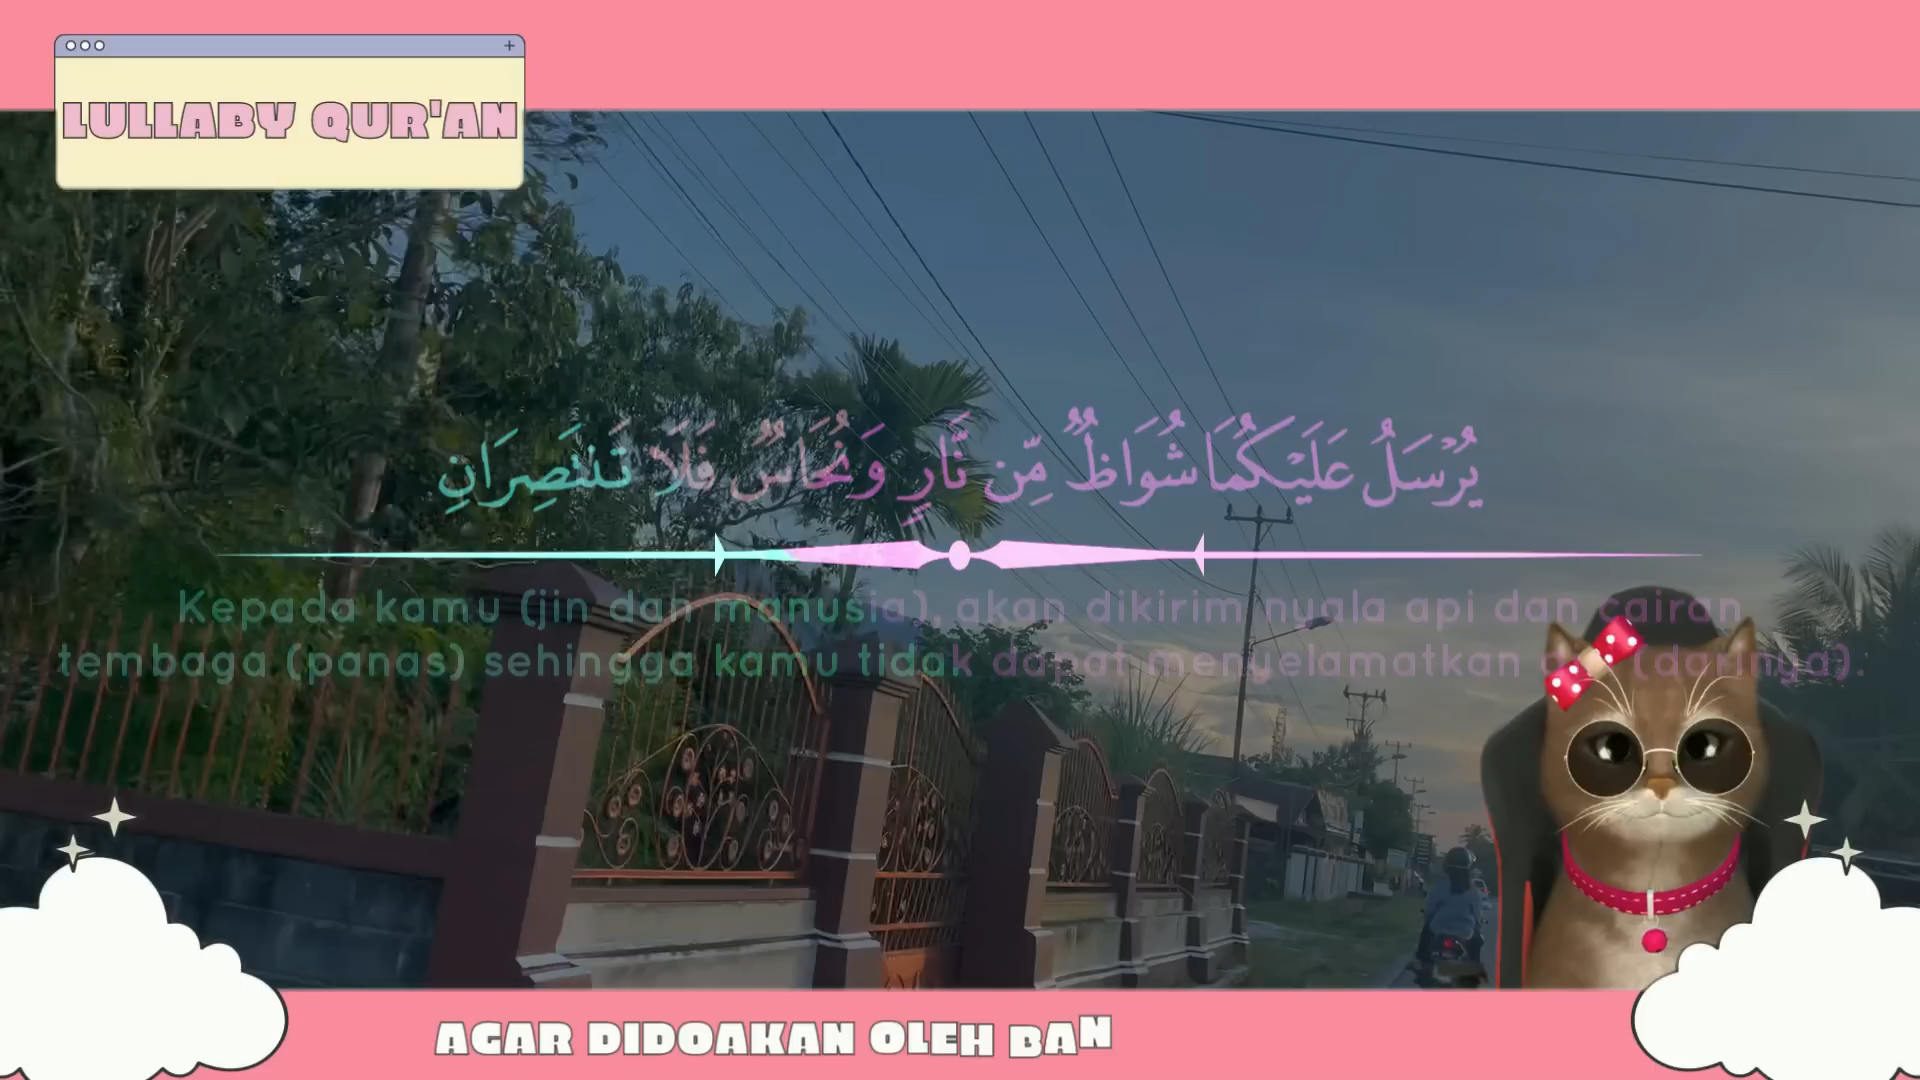 LULLABY QUR'AN
يُرْسَلُ عَلَيْكُمَا شُوَاظٌ مِّن نَّارٍ وَنُحَاسٌ فَلَا تَنتَصِرَانِ
Kepada kamu (jin dan manusia), akan dikirim nyala api dan cairan
tembaga (panas) sehingga kamu tidak dapat menyelamatkan diri (darinya).
AGAR DIDOAKAN OLEH BAN